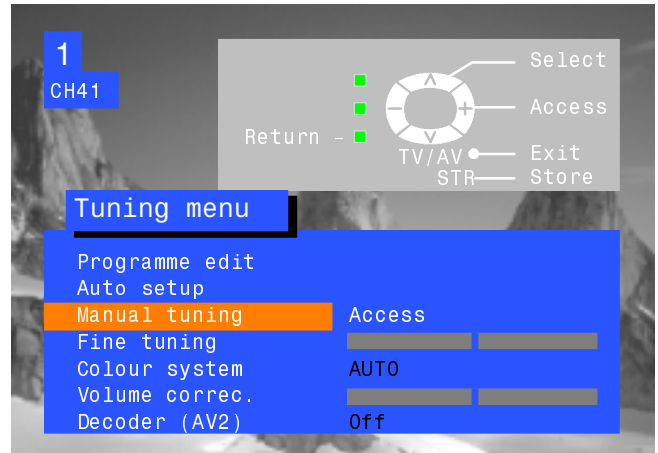 1
CH41
Select
Access
Return –
TV/AV
Exit
STR
Store
Tuning menu
Programme edit
Auto setup
Manual tuning Access
Fine tuning
Colour system AUTO
Volume correc.
Decoder (AV2) Off